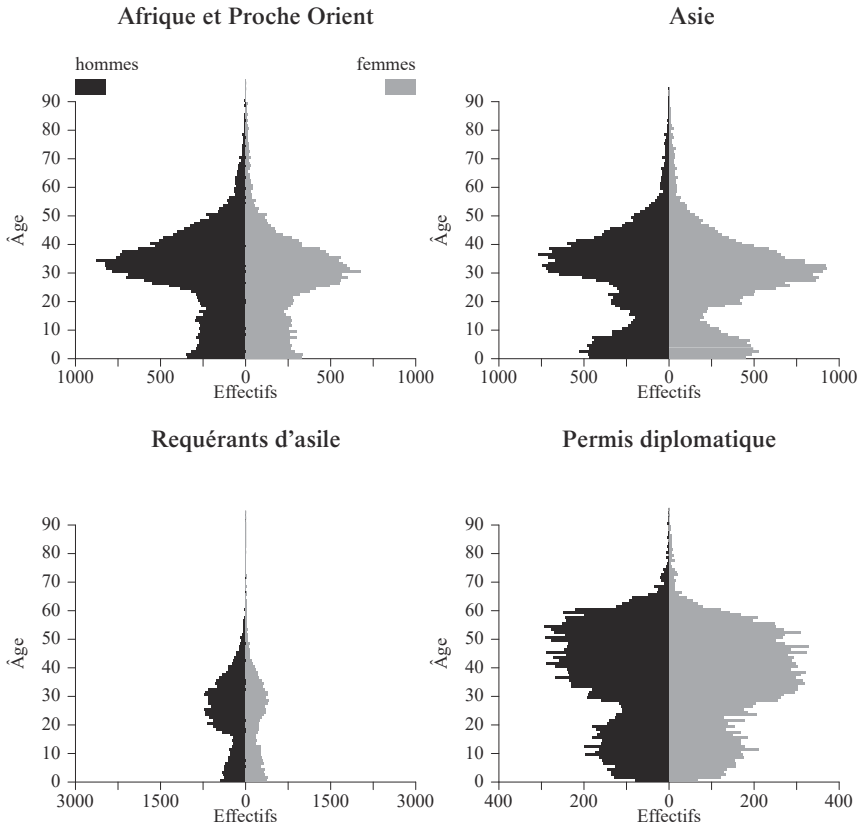 Afrique et Proche Orient
hommes
femmes
Âge
90
80
70
60
50
40
30
20
10
0
1000 500 0 500 1000
Effectifs
Asie
Âge
90
80
70
60
50
40
30
20
10
0
1000 500 0 250 1000
Effectifs
Requérants d'asile
Âge
90
80
70
60
50
40
30
20
10
0
3000 1500 0 1500 3000
Effectifs
Permis diplomatique
Âge
90
80
70
60
50
40
30
20
10
0
400 200 0 200 400
Effectifs